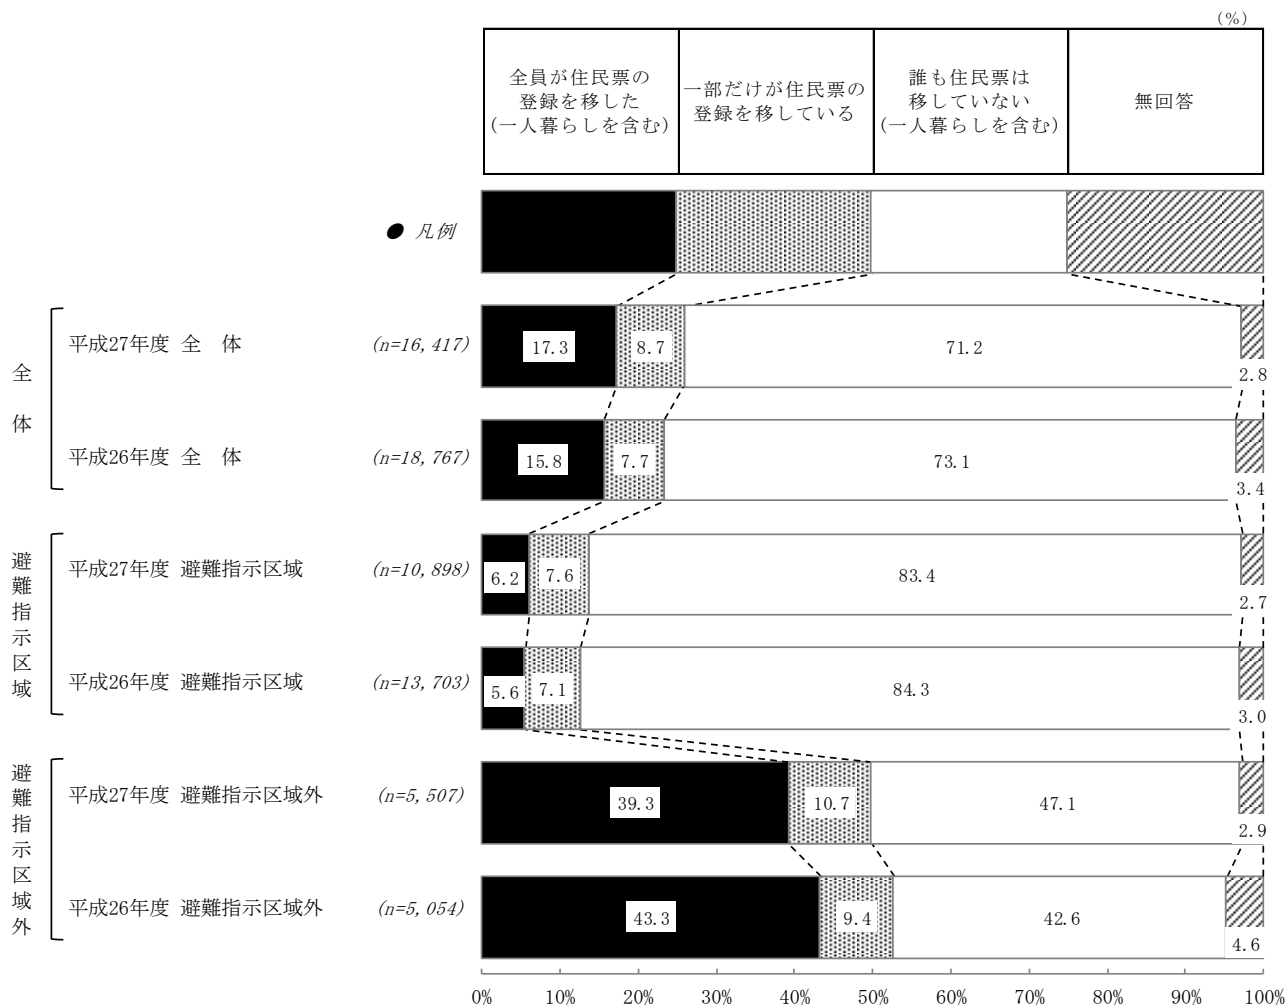 (%)
全員が住民票の
登録を移した
(一人暮らしを含む)
一部だけが住民票の
登録を移している
誰も住民票は
移していない
(一人暮らしを含む)
無回答
● 凡例
全体
平成27年度 全 体 (n=16,417) 17.3 8.7 71.2 2.8
平成26年度 全 体 (n=18,767) 15.8 7.7 73.1 3.4
避難指示区域
平成27年度 避難指示区域 (n=10,898) 6.2 7.6 83.4 2.7
平成26年度 避難指示区域 (n=13,703) 5.6 7.1 84.3 3.0
避難指示区域外
平成27年度 避難指示区域外 (n=5,507) 39.3 10.7 47.1 2.9
平成26年度 避難指示区域外 (n=5,054) 43.3 9.4 42.6 4.6
0% 10% 20% 30% 40% 50% 60% 70% 80% 90% 100%